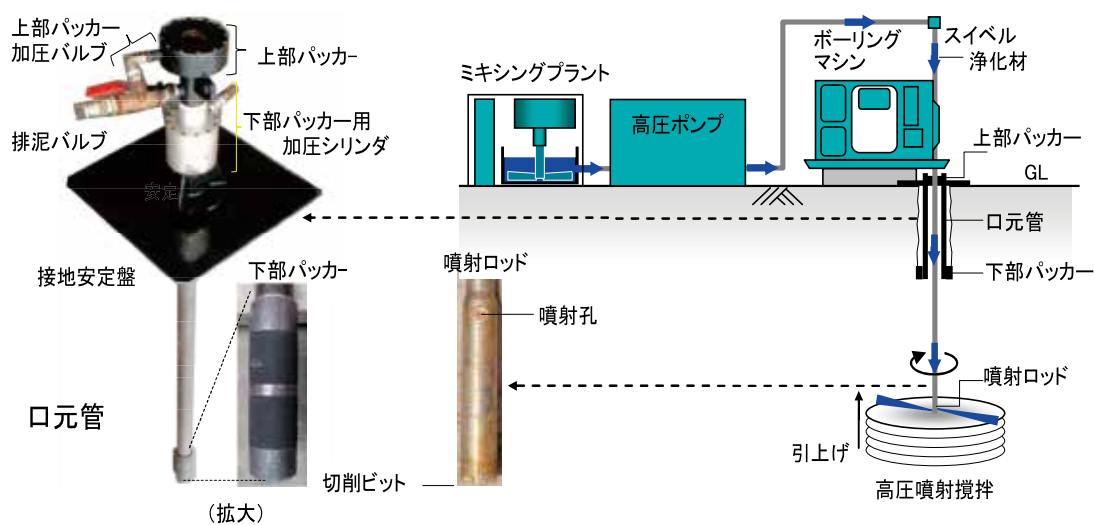 上部パッカー
加圧バルブ
上部パッカー
排泥バルブ
下部パッカー用
加圧シリンダ
安定
接地安定盤
下部パッカー
口元管
（拡大）
噴射ロッド
噴射孔
切削ビット
ミキシングプラント
高圧ポンプ
ボーリング
マシン
スイベル
浄化材
上部パッカー
GL
口元管
下部パッカー
噴射ロッド
引上げ
高圧噴射撹拌